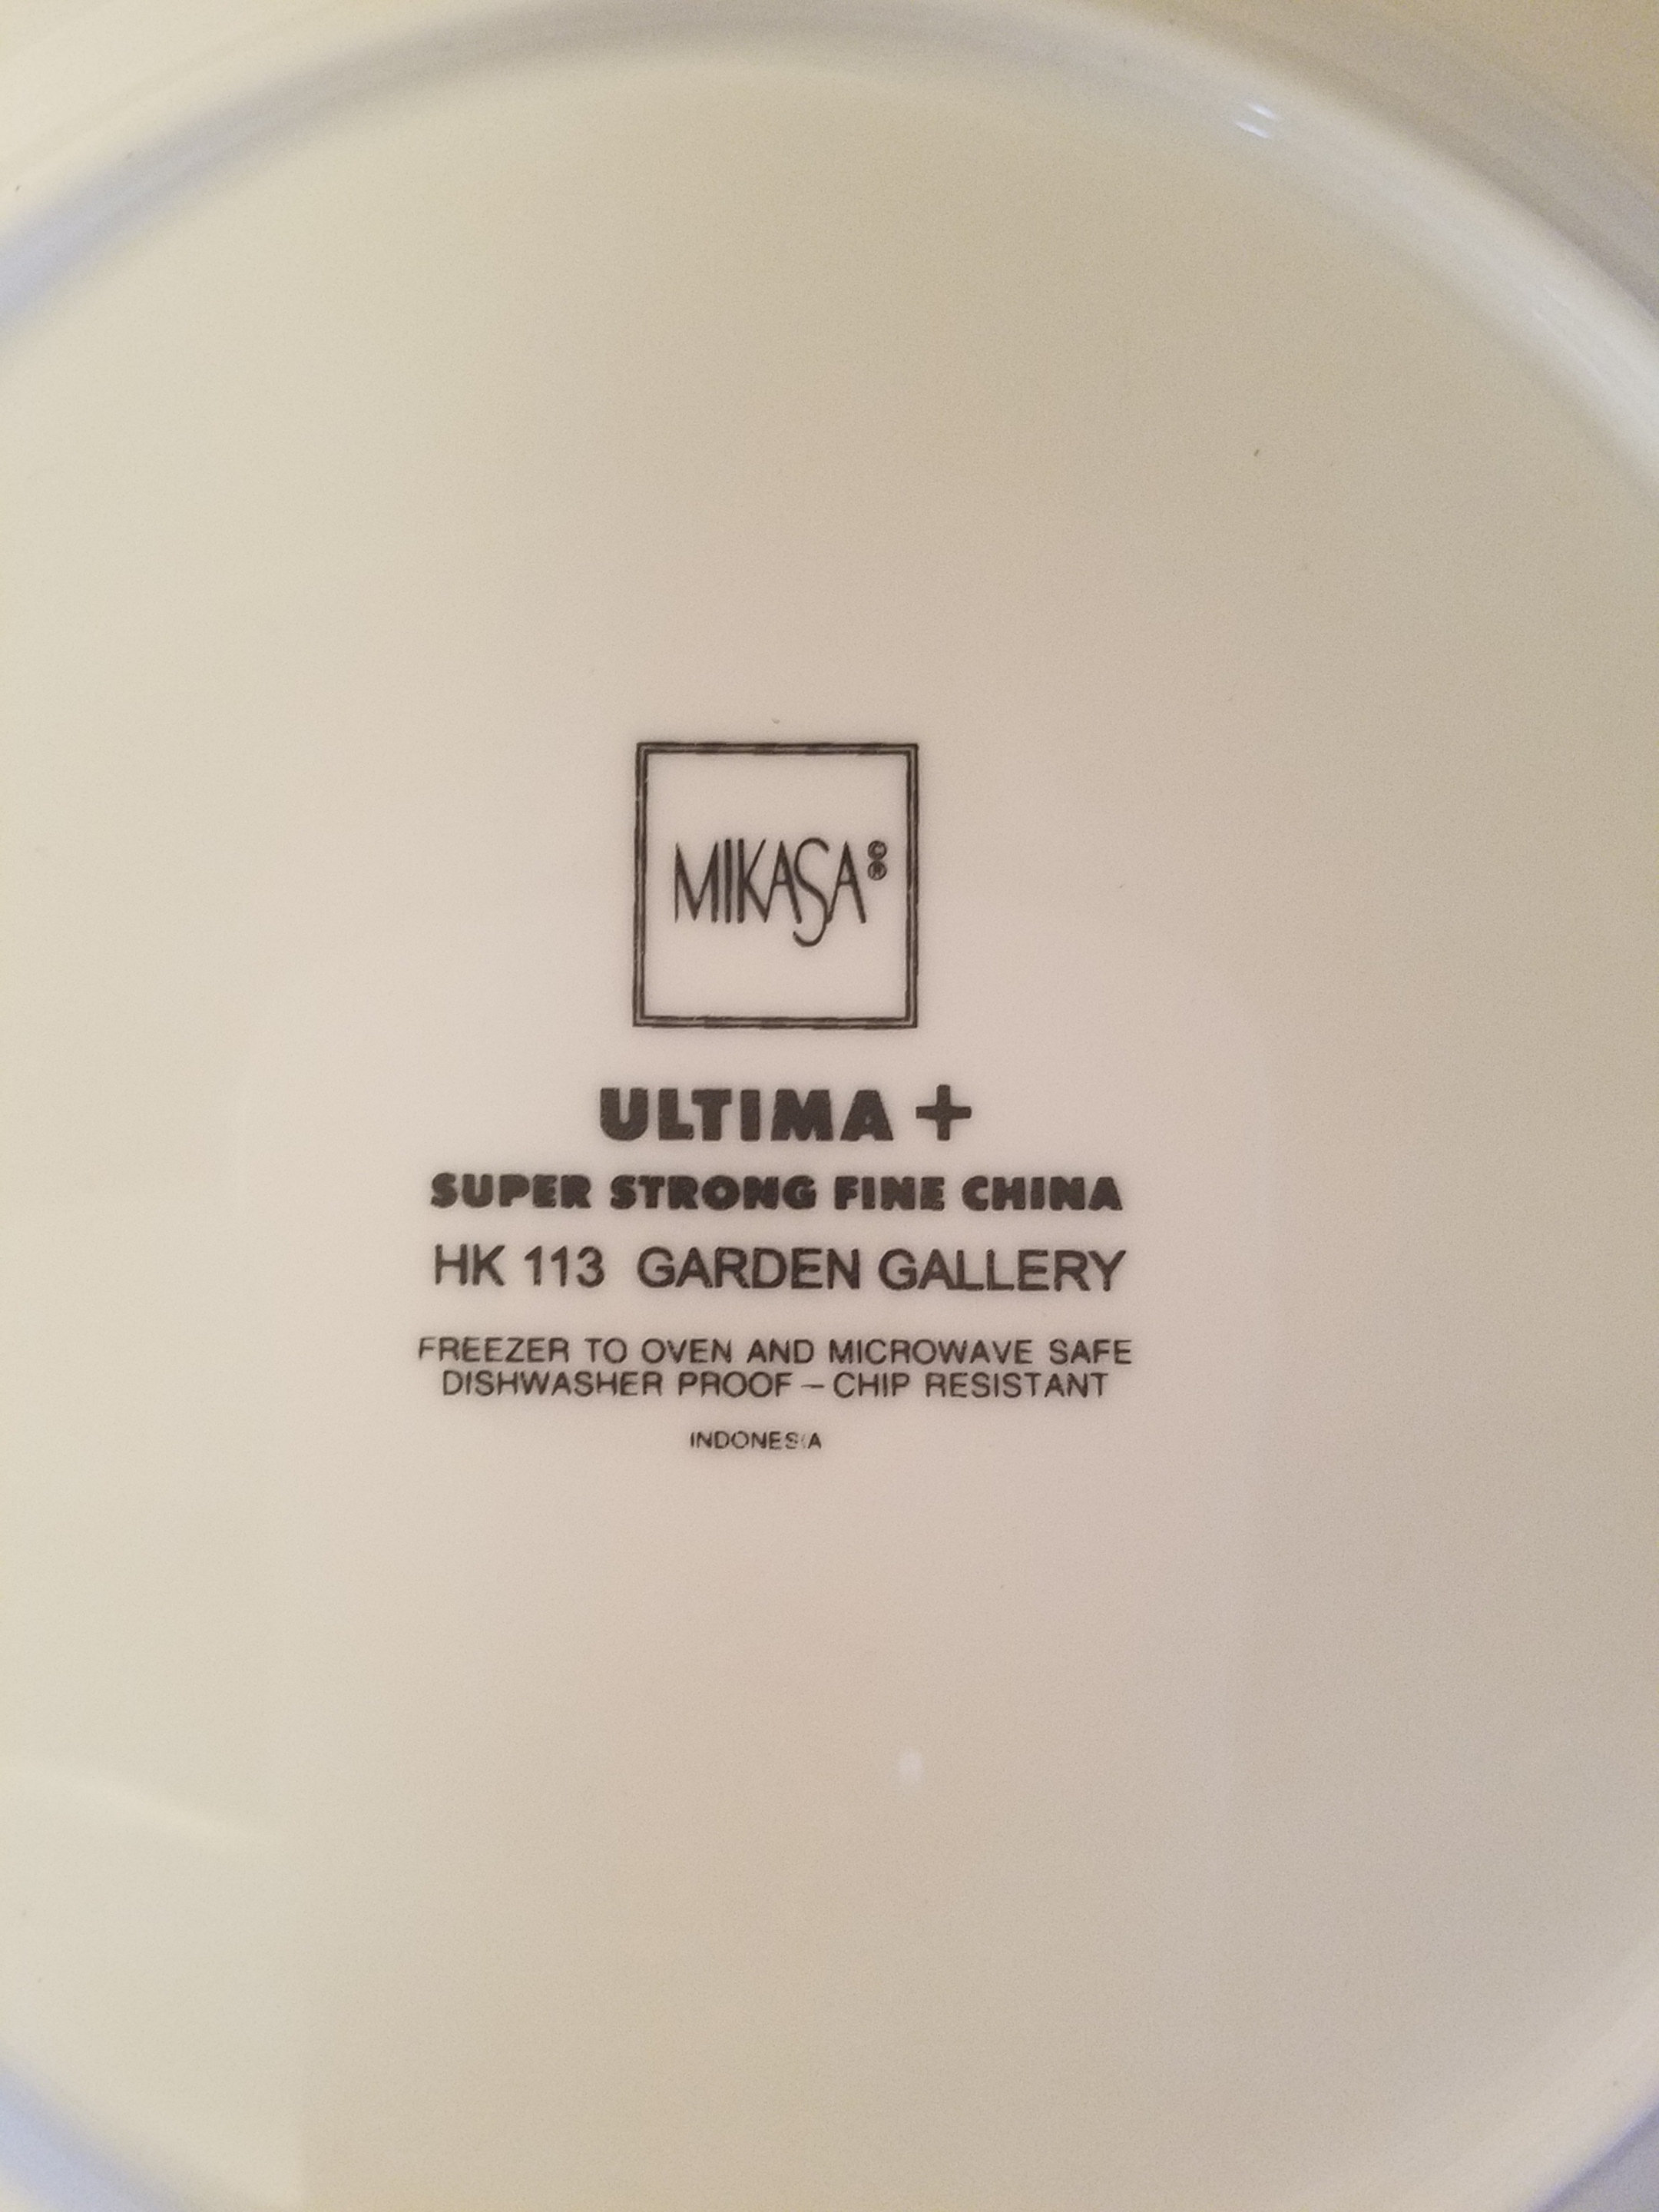 MIKASA©®
ULTIMA +
SUPER STRONG FINE CHINA
HK 113 GARDEN GALLERY
FREEZER TO OVEN AND MICROWAVE SAFE
DISHWASHER PROOF – CHIP RESISTANT
INDONESIA